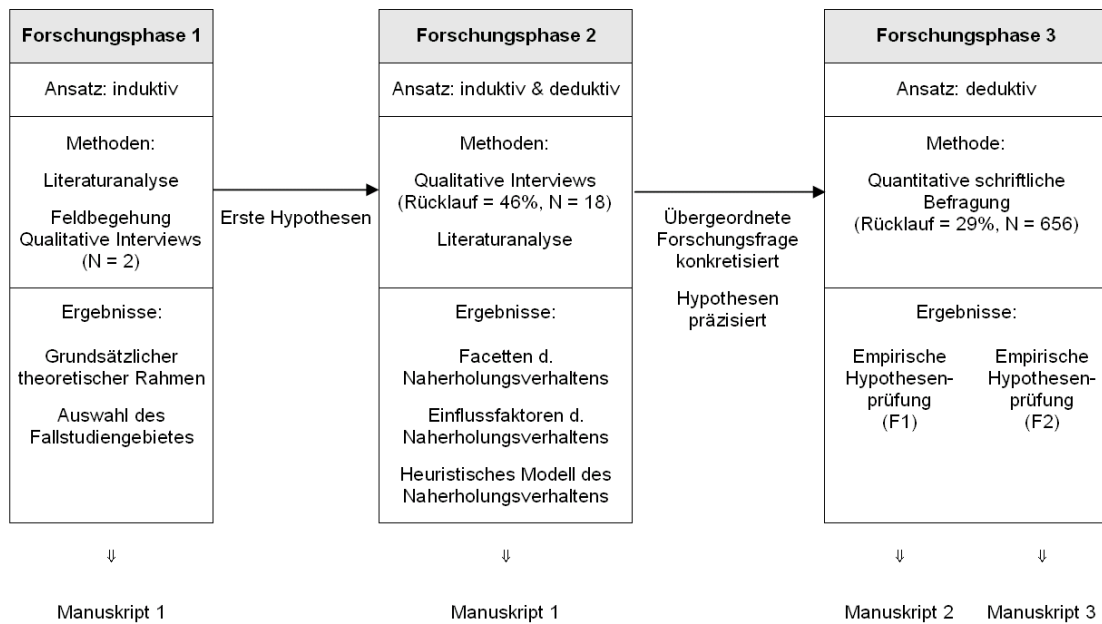 Forschungsphase 1
Ansatz: induktiv
Methoden:
Literaturanalyse
Feldbegehung
Qualitative Interviews
(N = 2)
Ergebnisse:
Grundsätzlicher
theoretischer Rahmen
Auswahl des
Fallstudiengebietes
⇓
Manuskript 1
Erste Hypothesen
Forschungsphase 2
Ansatz: induktiv & deduktiv
Methoden:
Qualitative Interviews
(Rücklauf = 46%, N = 18)
Literaturanalyse
Ergebnisse:
Facetten d.
Naherholungsverhaltens
Einflussfaktoren d.
Naherholungsverhaltens
Heuristisches Modell des
Naherholungsverhaltens
⇓
Manuskript 1
Übergeordnete
Forschungsfrage
konkretisiert
Hypothesen
präzisiert
Forschungsphase 3
Ansatz: deduktiv
Methode:
Quantitative schriftliche
Befragung
(Rücklauf = 29%, N = 656)
Ergebnisse:
Empirische
Hypothesen-
prüfung
(F1)
⇓
Manuskript 2
Empirische
Hypothesen-
prüfung
(F2)
⇓
Manuskript 3